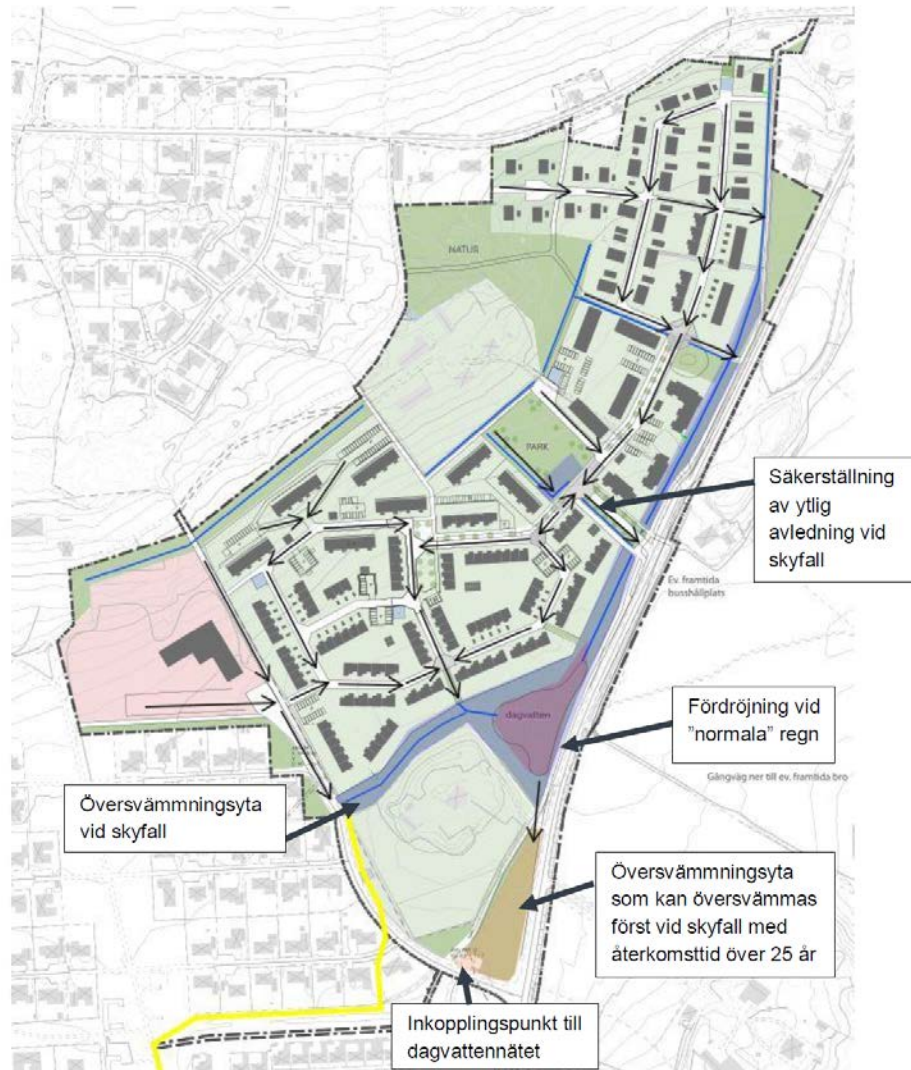 NATUR
PARK
Säkerställning
av ytlig
avledning vid
skyfall
Ev. framtida
busshållplats
dagvatten
Fördröjning vid
"normala" regn
Gångväg ner till ev. framtida bro
Översvämmningsyta
vid skyfall
Översvämmningsyta
som kan översvämmas
först vid skyfall med
återkomsttid över 25 år
Inkopplingspunkt till
dagvattennätet